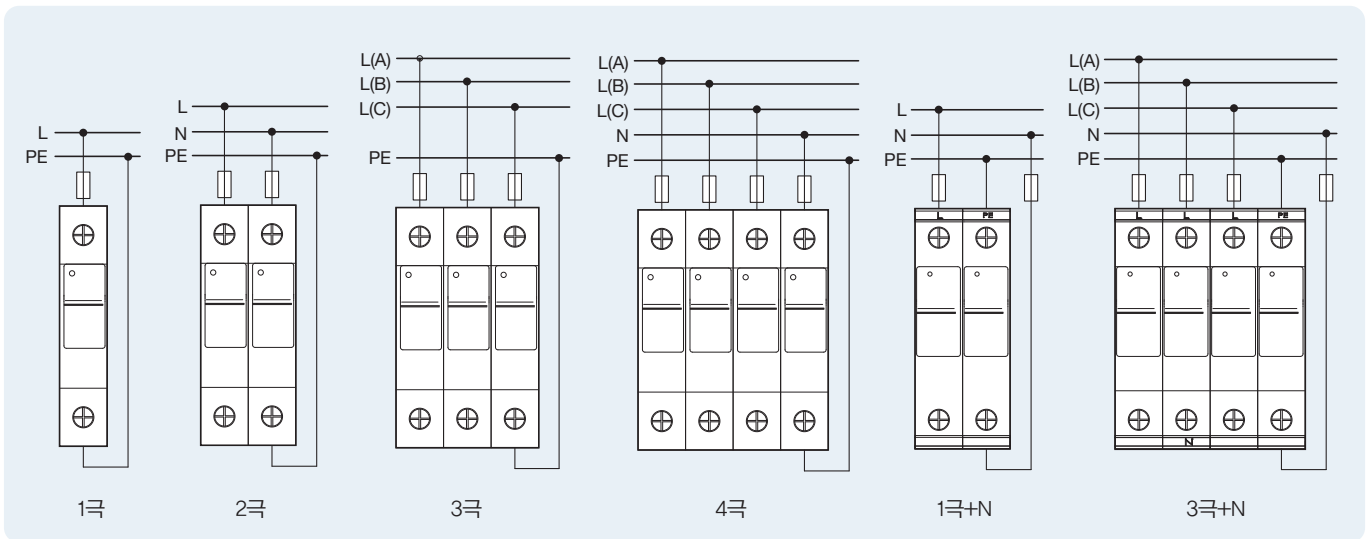 L
PE
1극
L
N
PE
2극
L(A)
L(B)
L(C)
PE
3극
L(A)
L(B)
L(C)
N
PE
4극
L
N
PE
L PE
1극+N
L(A)
L(B)
L(C)
N
PE
L L L PE
N
3극+N